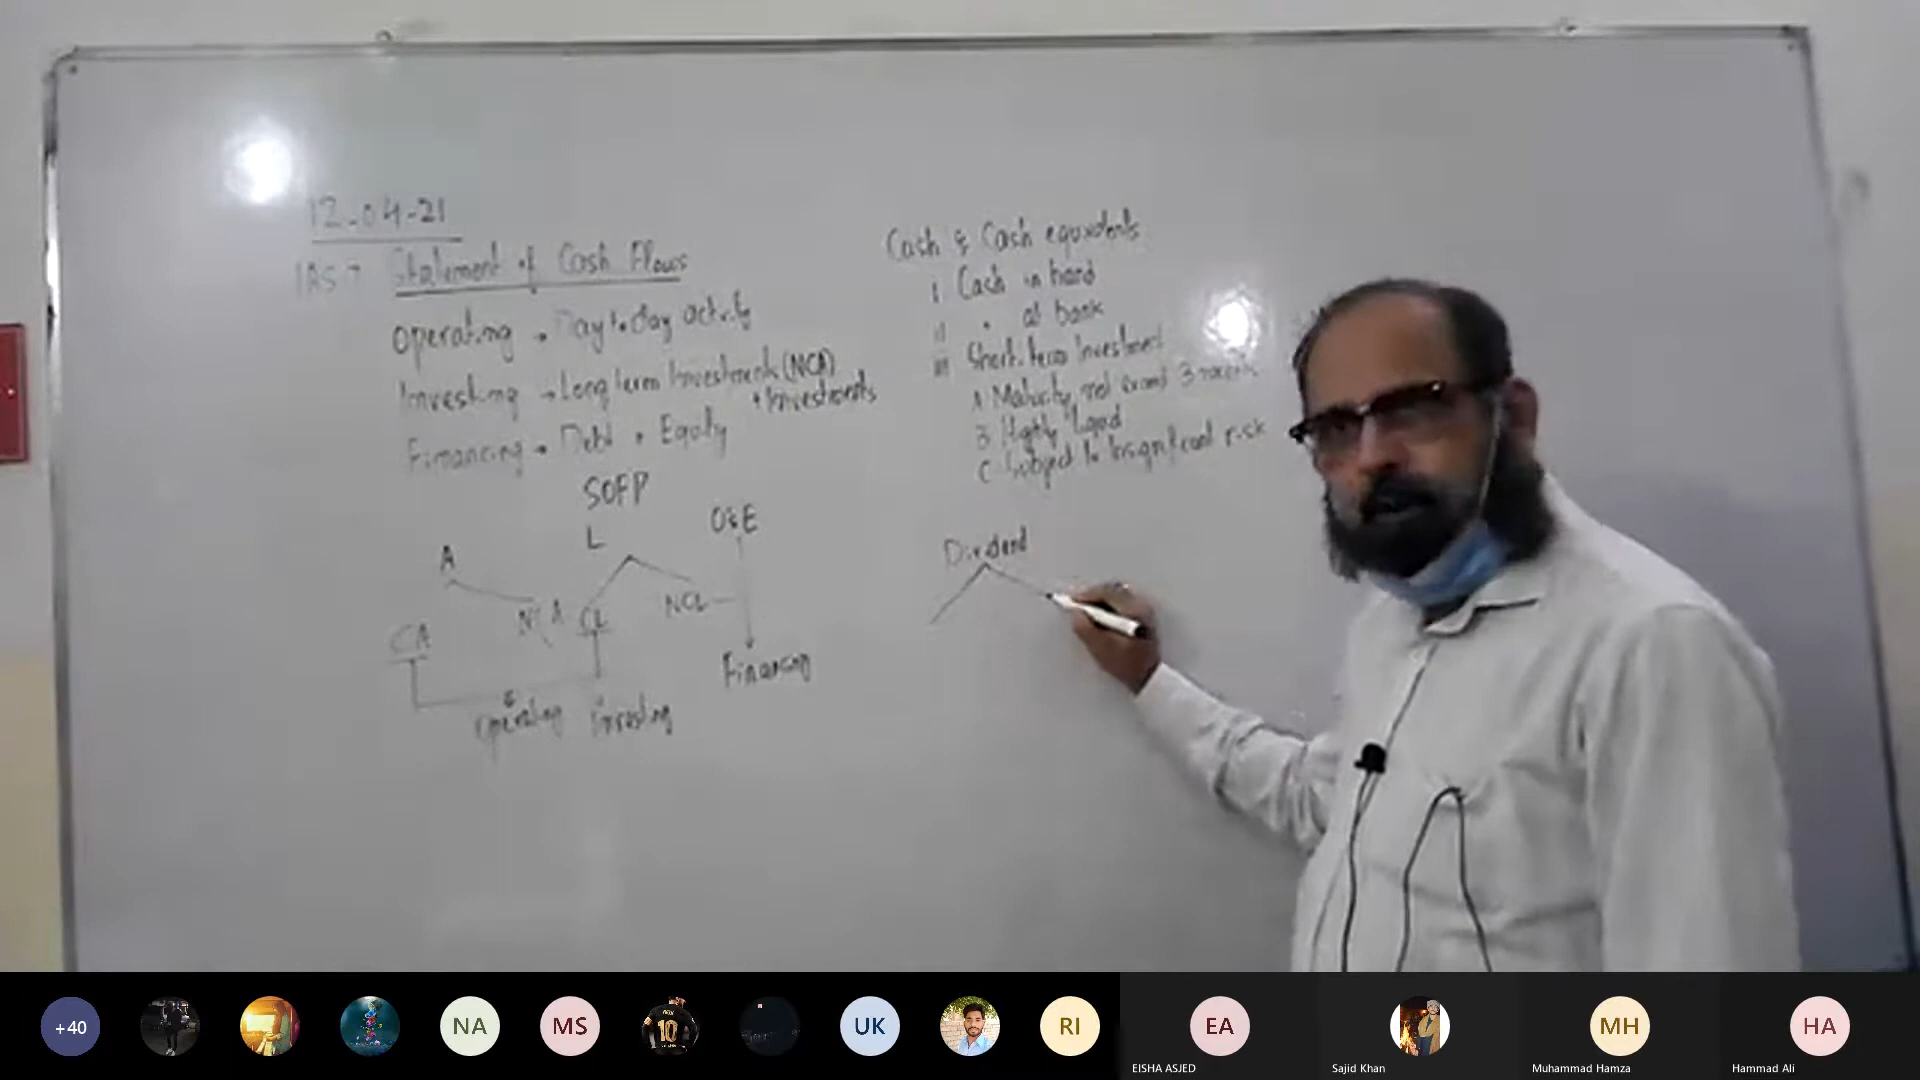 12-04-21
IAS 7 Statement of Cash Flows
Operating → Day to day activity
Investing → Long term Investments (NCA)
+ Investments
Financing → Debt + Equity
SOFP
A
L
O's E
CA
NCA
CL
NCL
Operating
Investing
Financing
Cash & Cash equivalents
i Cash in hand
ii " at bank
iii Short-term Investment
A Maturity not exceed 3 months
B Highly liquid
C Subject to Insignificant risk
Dividend
+40
NA
MS
10
UK
RI
EA
MH
HA
EISHA ASJED
Sajid Khan
Muhammad Hamza
Hammad Ali